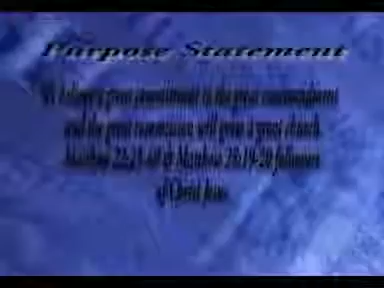 Purpose Statement
great commitment to the great commandment
and the great commission will grow a great church.
Matthew 22:37-40 & Matthew 28:19-20 followers
of Christ Jesus.